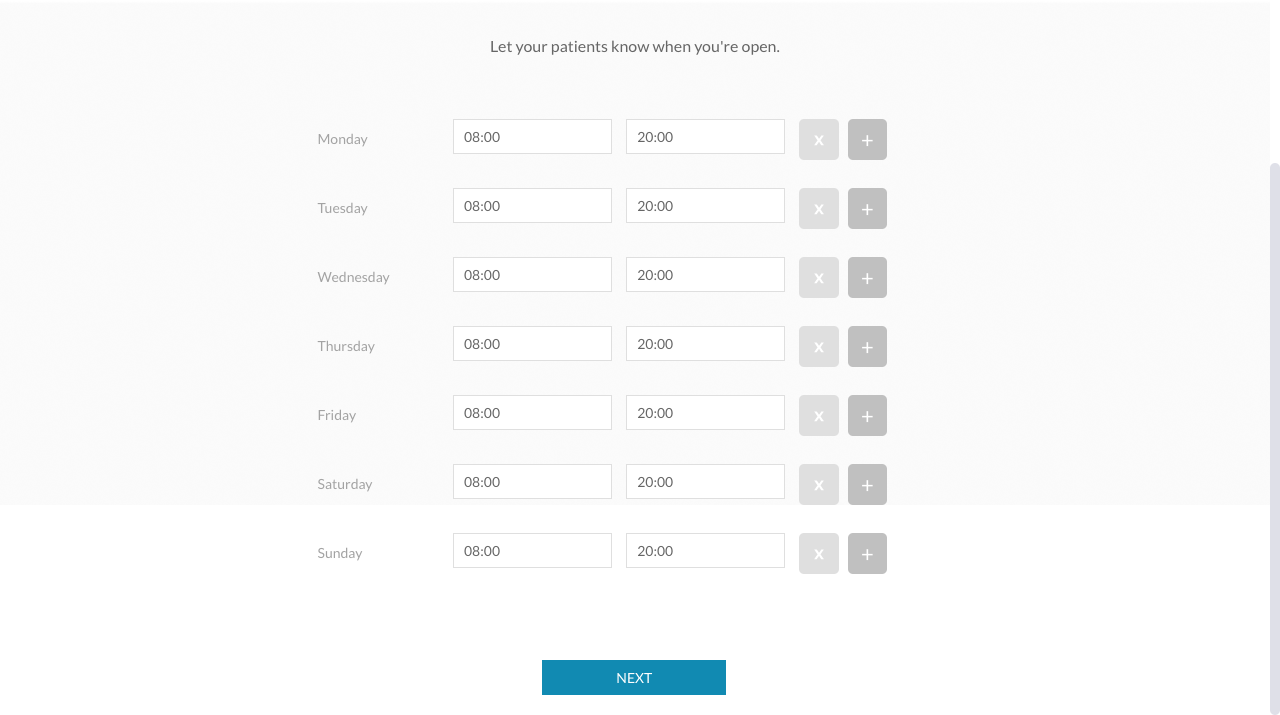 Let your patients know when you're open.
Monday 08:00 20:00 x +
Tuesday 08:00 20:00 x +
Wednesday 08:00 20:00 x +
Thursday 08:00 20:00 x +
Friday 08:00 20:00 x +
Saturday 08:00 20:00 x +
Sunday 08:00 20:00 x +
NEXT